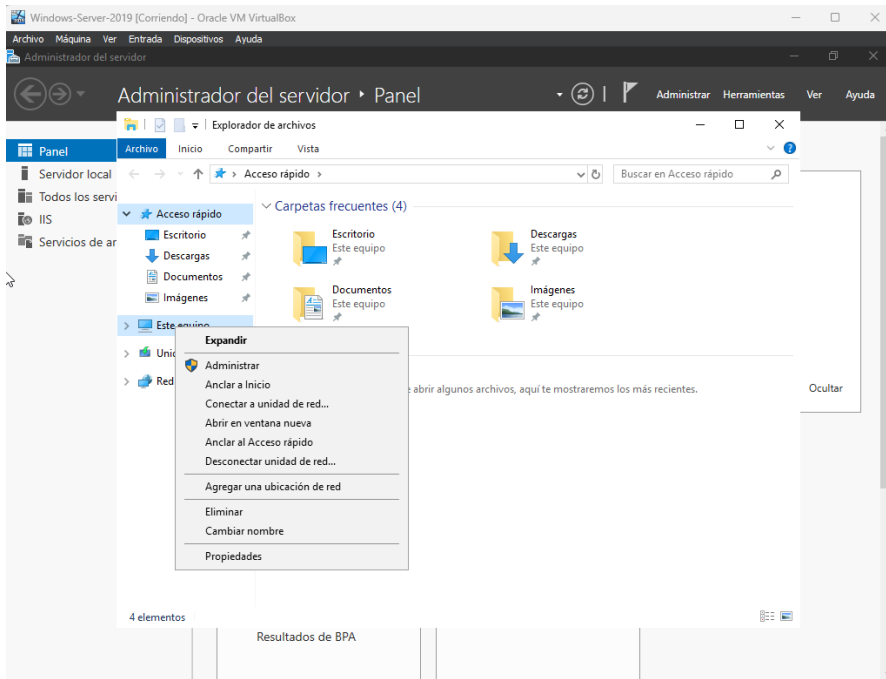 Windows-Server-2019 [Corriendo] - Oracle VM VirtualBox
Archivo Máquina Ver Entrada Dispositivos Ayuda
Administrador del servidor
Administrador del servidor Panel
Administrar Herramientas Ver Ayuda
Explorador de archivos
Archivo Inicio Compartir Vista
Acceso rápido
Buscar en Acceso rápido
Panel
Servidor local
Todos los servi
IIS
Servicios de ar
Acceso rápido
Escritorio
Descargas
Documentos
Imágenes
Este equipo
Unid
Red
Carpetas frecuentes (4)
Escritorio
Este equipo
Descargas
Este equipo
Documentos
Este equipo
Imágenes
Este equipo
Expandir
Administrar
Anclar a Inicio
Conectar a unidad de red...
Abrir en ventana nueva
Anclar al Acceso rápido
Desconectar unidad de red...
Agregar una ubicación de red
Eliminar
Cambiar nombre
Propiedades
abrir algunos archivos, aquí te mostraremos los más recientes.
Ocultar
4 elementos
Resultados de BPA